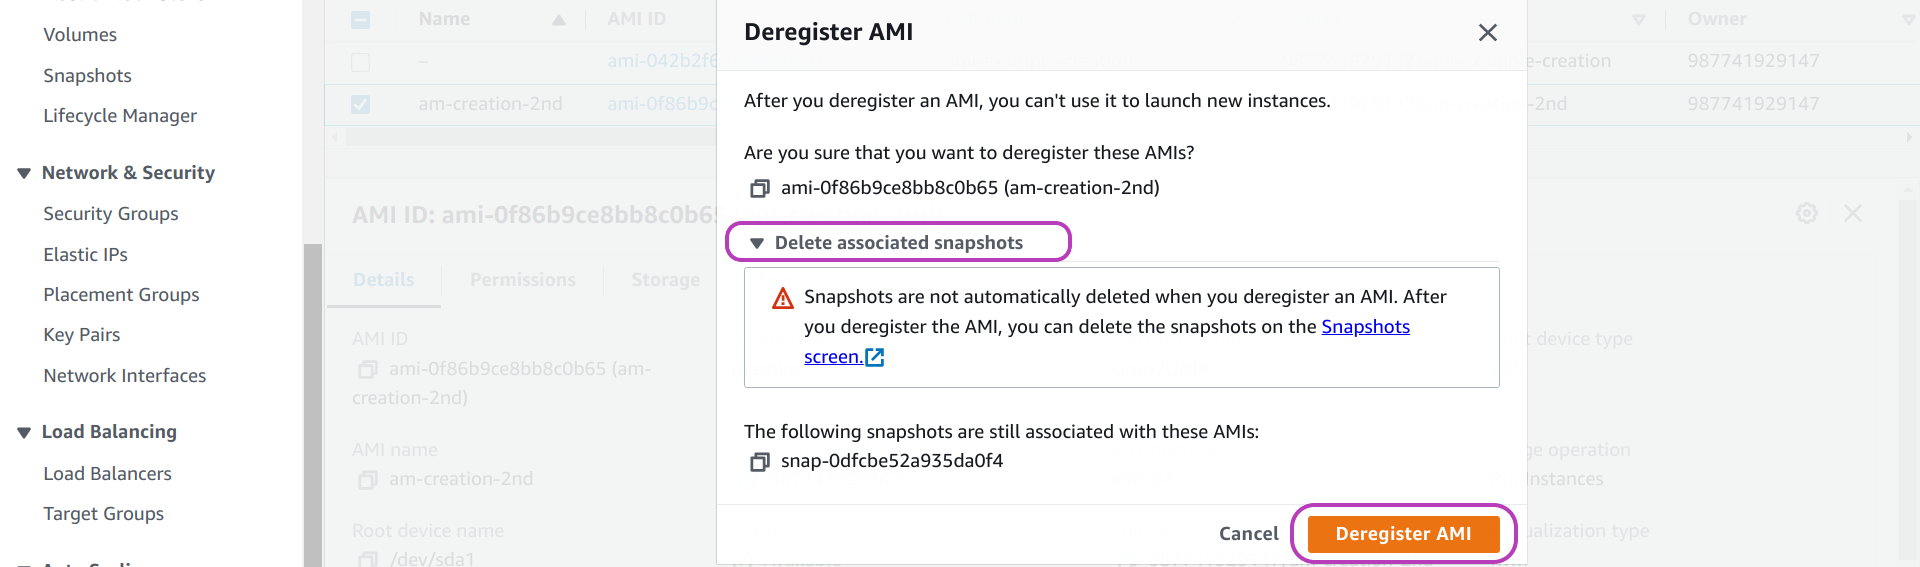 Volumes
Snapshots
Lifecycle Manager
Network & Security
Security Groups
Elastic IPs
Placement Groups
Key Pairs
Network Interfaces
Load Balancing
Load Balancers
Target Groups
Name AMI ID Owner
– ami-042b2f6 e-creation 987741929147
am-creation-2nd ami-0f86b9c -2nd 987741929147
AMI ID: ami-0f86b9ce8bb8c0b65
Details Permissions Storage
AMI ID
ami-0f86b9ce8bb8c0b65 (am-
creation-2nd)
AMI name
am-creation-2nd
Root device name
/dev/sda1
Deregister AMI
After you deregister an AMI, you can't use it to launch new instances.
Are you sure that you want to deregister these AMIs?
ami-0f86b9ce8bb8c0b65 (am-creation-2nd)
Delete associated snapshots
Snapshots are not automatically deleted when you deregister an AMI. After
you deregister the AMI, you can delete the snapshots on the Snapshots
screen.
The following snapshots are still associated with these AMIs:
snap-0dfcbe52a935da0f4
Cancel Deregister AMI
device type
operation
nstances
ualization type